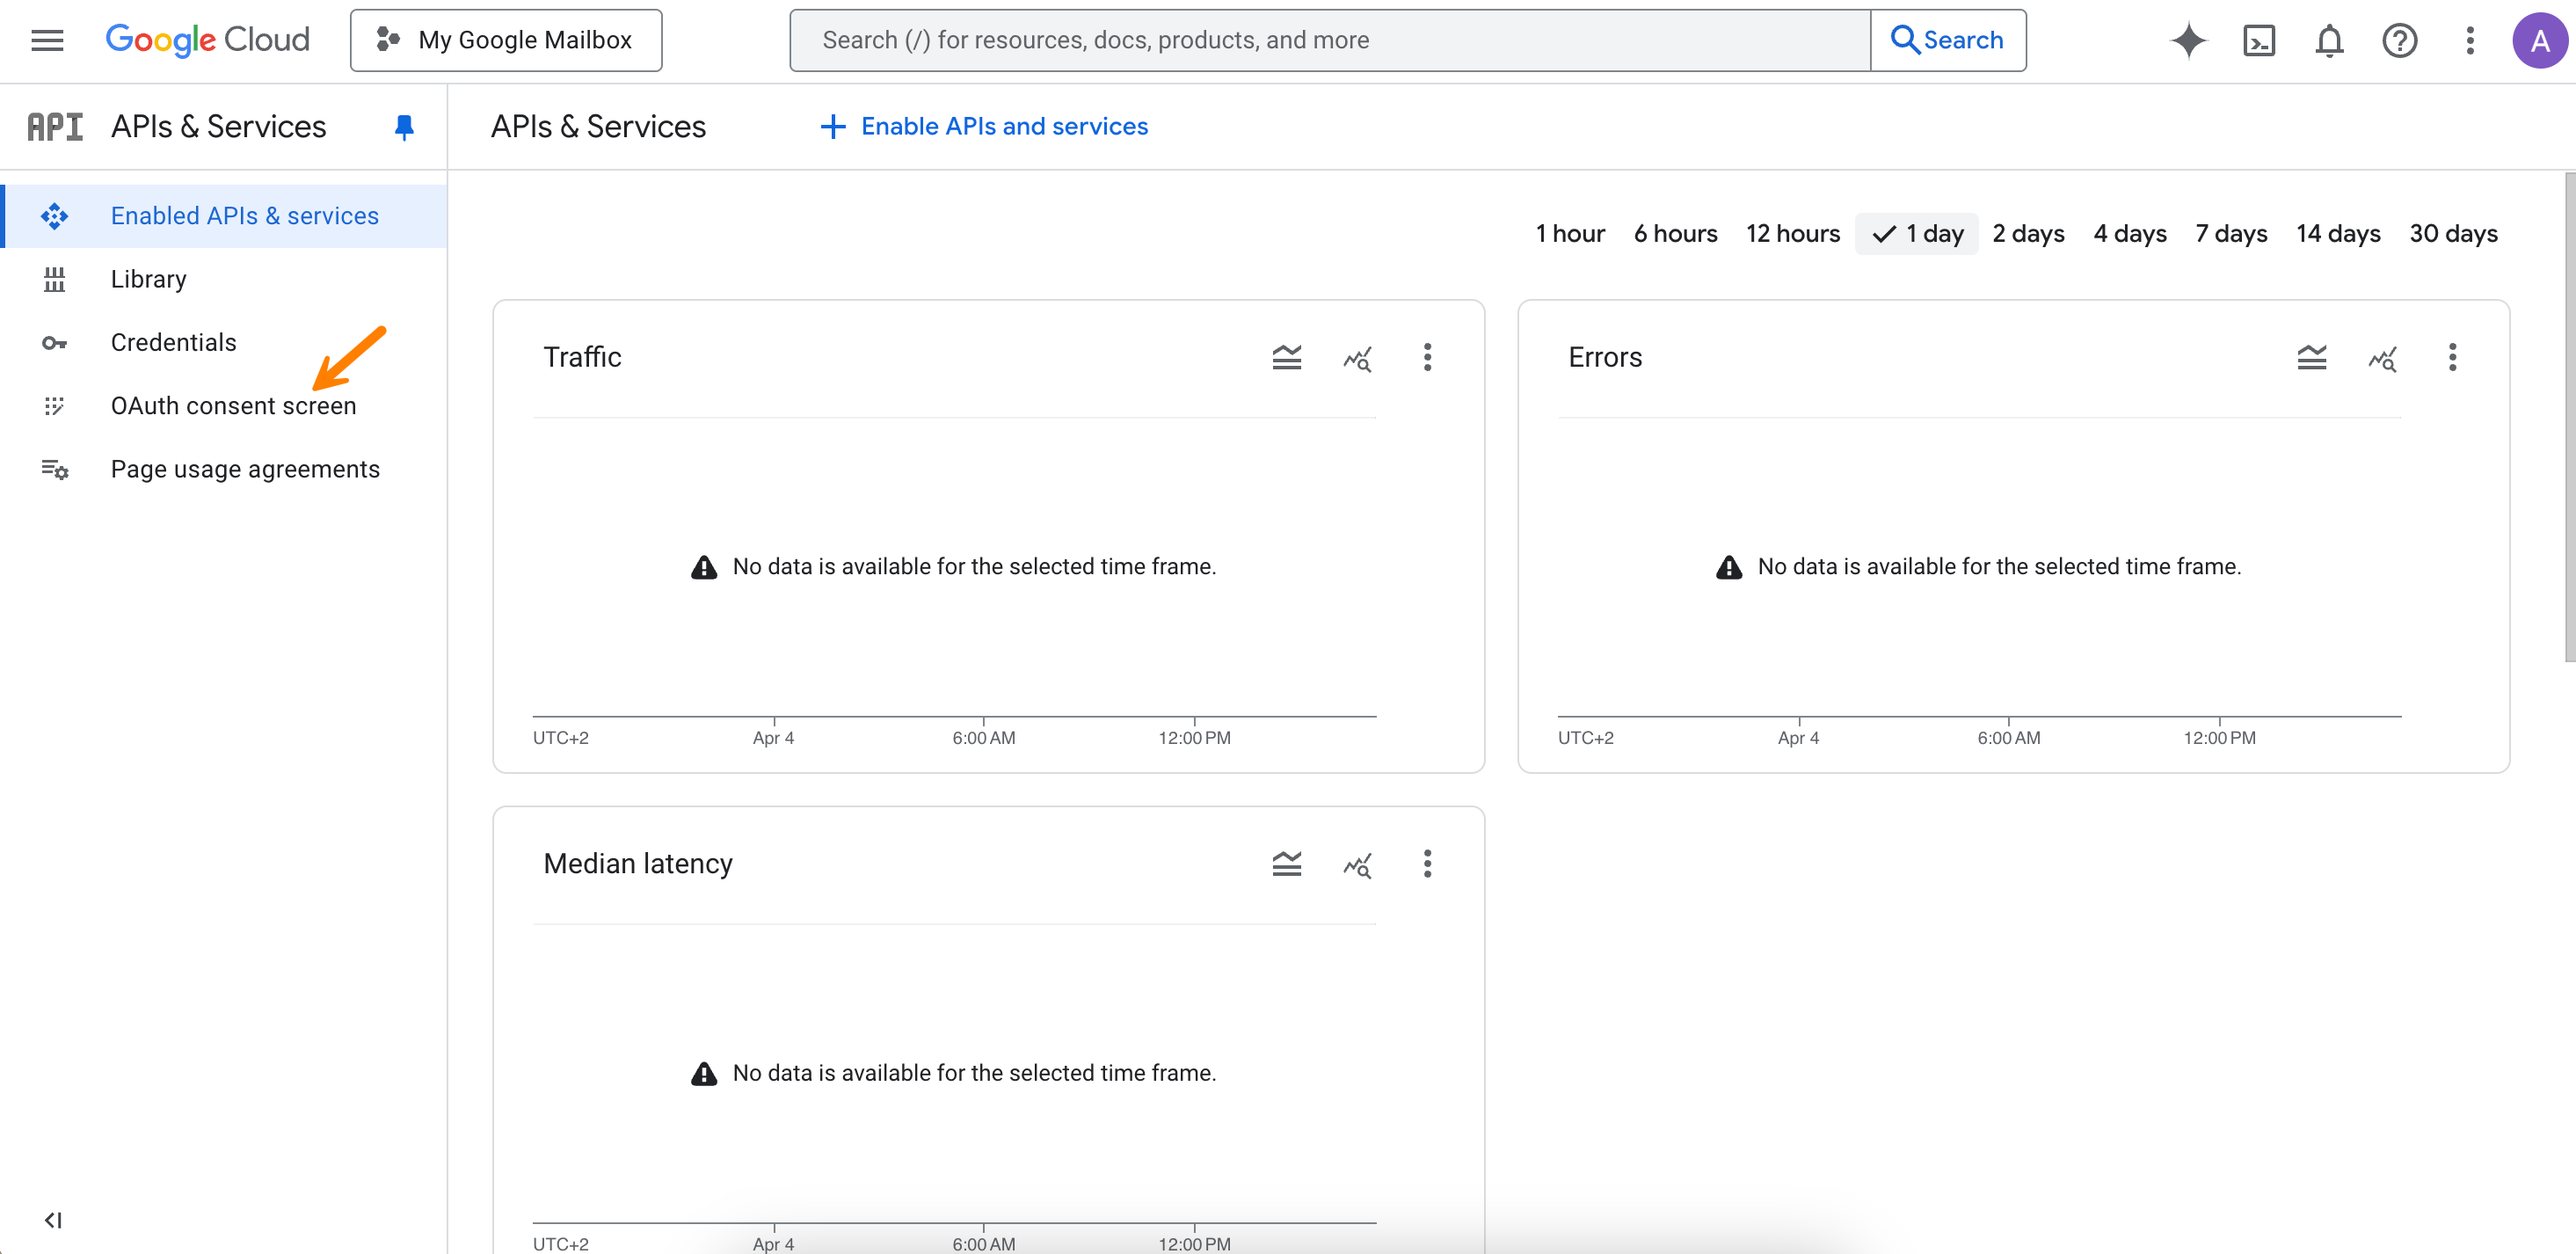 Google Cloud
My Google Mailbox
Search (/) for resources, docs, products, and more
Search
A
API
APIs & Services
APIs & Services
Enable APIs and services
Enabled APIs & services
Library
Credentials
OAuth consent screen
Page usage agreements
1 hour 6 hours 12 hours 1 day 2 days 4 days 7 days 14 days 30 days
Traffic
No data is available for the selected time frame.
UTC+2 Apr 4 6:00 AM 12:00 PM
Errors
No data is available for the selected time frame.
UTC+2 Apr 4 6:00 AM 12:00 PM
Median latency
No data is available for the selected time frame.
UTC+2 Apr 4 6:00 AM 12:00 PM